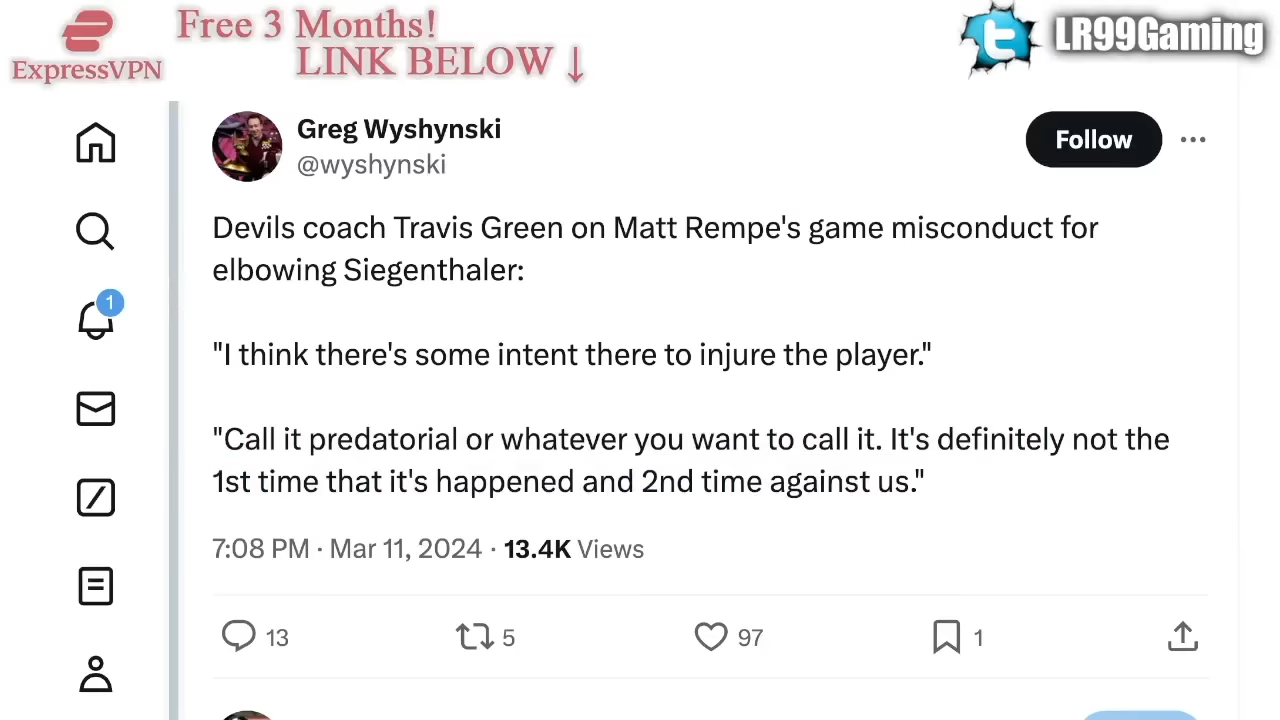 Free 3 Months!
LINK BELOW ↓
ExpressVPN
LR99Gaming
Greg Wyshynski
@wyshynski
Follow
Devils coach Travis Green on Matt Rempe's game misconduct for
elbowing Siegenthaler:
"I think there's some intent there to injure the player."
"Call it predatorial or whatever you want to call it. It's definitely not the
1st time that it's happened and 2nd time against us."
7:08 PM · Mar 11, 2024 · 13.4K Views
1
13 5 97 1